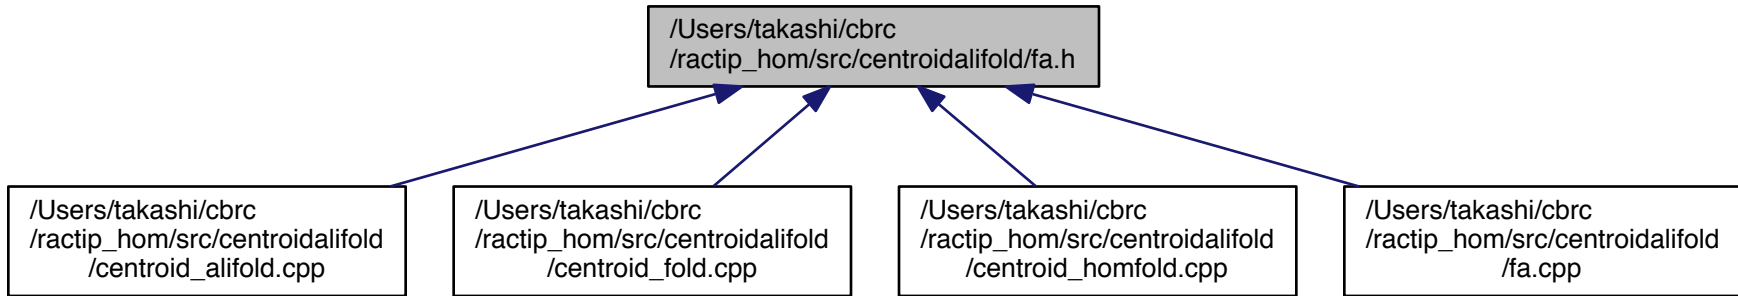 /Users/takashi/cbrc
/ractip_hom/src/centroidalifold/fa.h
/Users/takashi/cbrc
/ractip_hom/src/centroidalifold
/centroid_alifold.cpp
/Users/takashi/cbrc
/ractip_hom/src/centroidalifold
/centroid_fold.cpp
/Users/takashi/cbrc
/ractip_hom/src/centroidalifold
/centroid_homfold.cpp
/Users/takashi/cbrc
/ractip_hom/src/centroidalifold
/fa.cpp